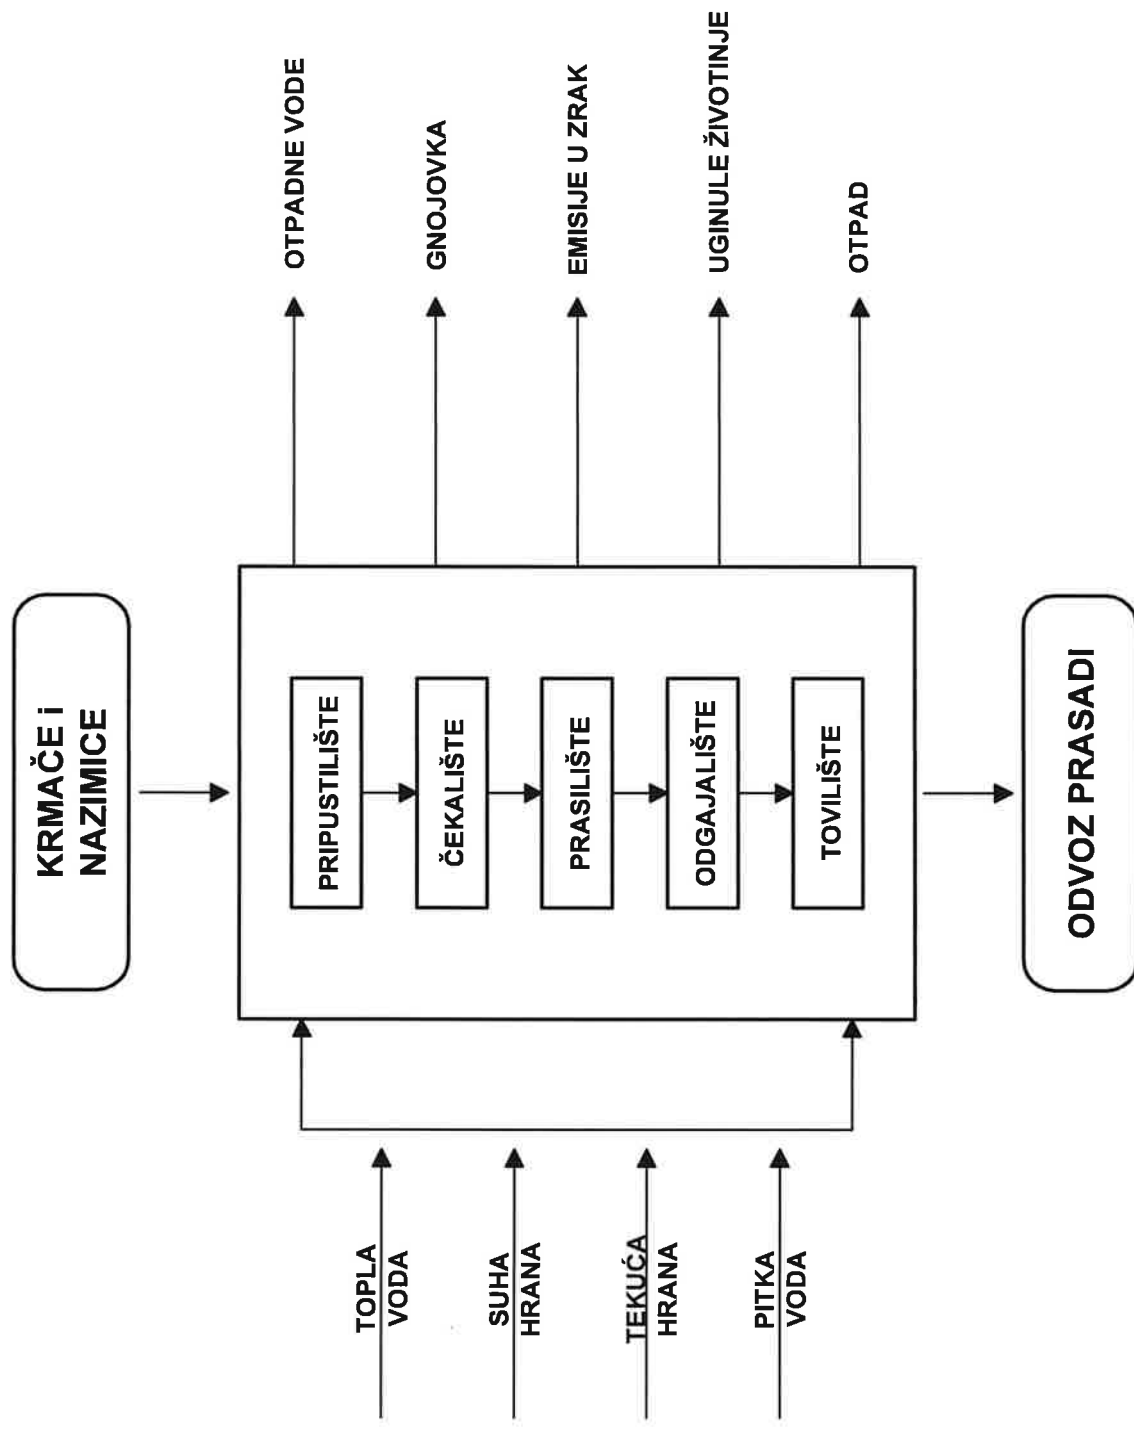 KRMAČE i
NAZIMICE
TOPLA
VODA
SUHA
HRANA
TEKUĆA
HRANA
PITKA
VODA
PRIPUSTILIŠTE
ČEKALIŠTE
PRASILIŠTE
ODGAJALIŠTE
TOVILIŠTE
OTPADNE VODE
GNOJOVKA
EMISIJE U ZRAK
UGINULE ŽIVOTINJE
OTPAD
ODVOZ PRASADI